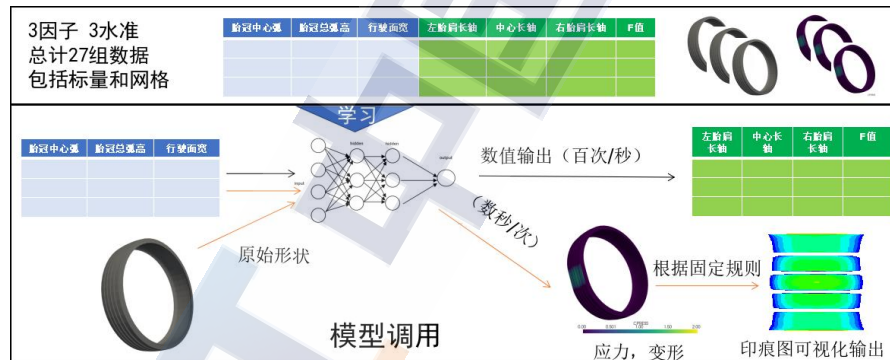 3因子 3水准
总计27组数据
包括标量和网格
胎冠中心弧 胎冠总弧高 行驶面宽 左胎肩长轴 中心长轴 右胎肩长轴 F值
学习
胎冠中心弧 胎冠总弧高 行驶面宽
input
hidden
hidden
output
数值输出（百次/秒）
左胎肩长轴 中心长轴 右胎肩长轴 F值
（数秒/次）
原始形状
根据固定规则
模型调用
应力，变形
印痕图可视化输出